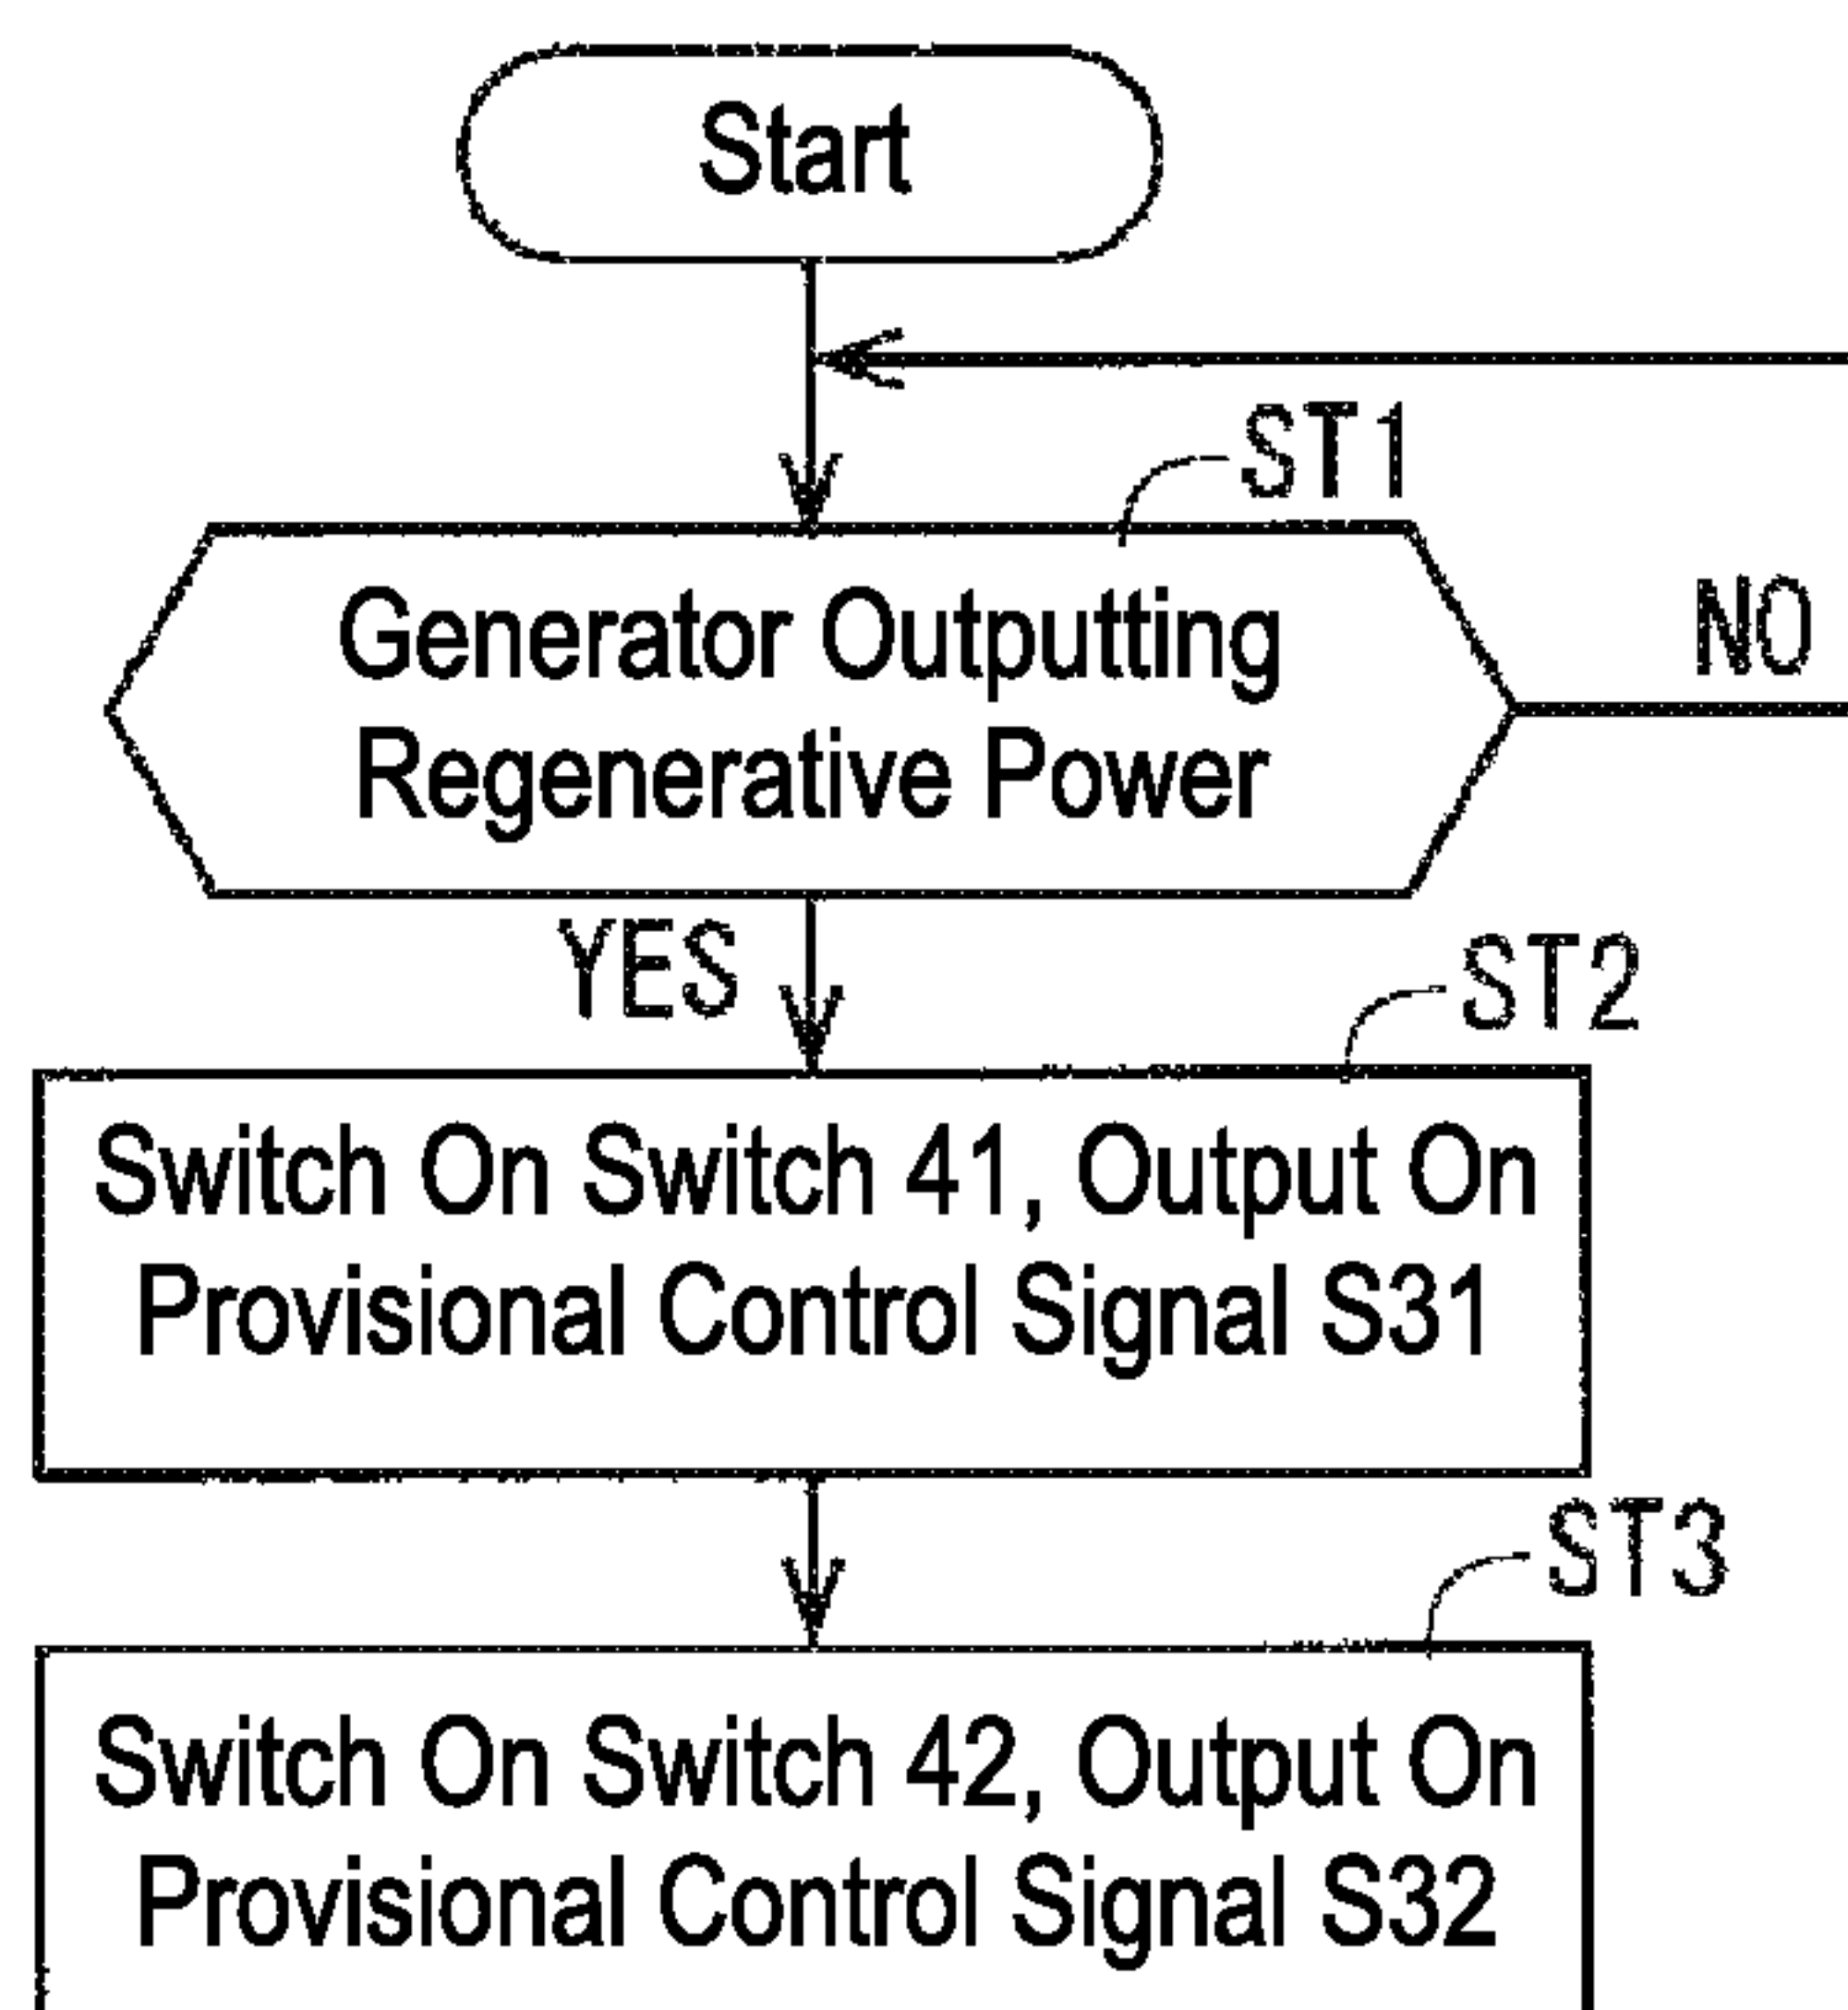 Start
ST1
Generator Outputting
Regenerative Power
NO
YES
ST2
Switch On Switch 41, Output On
Provisional Control Signal S31
ST3
Switch On Switch 42, Output On
Provisional Control Signal S32